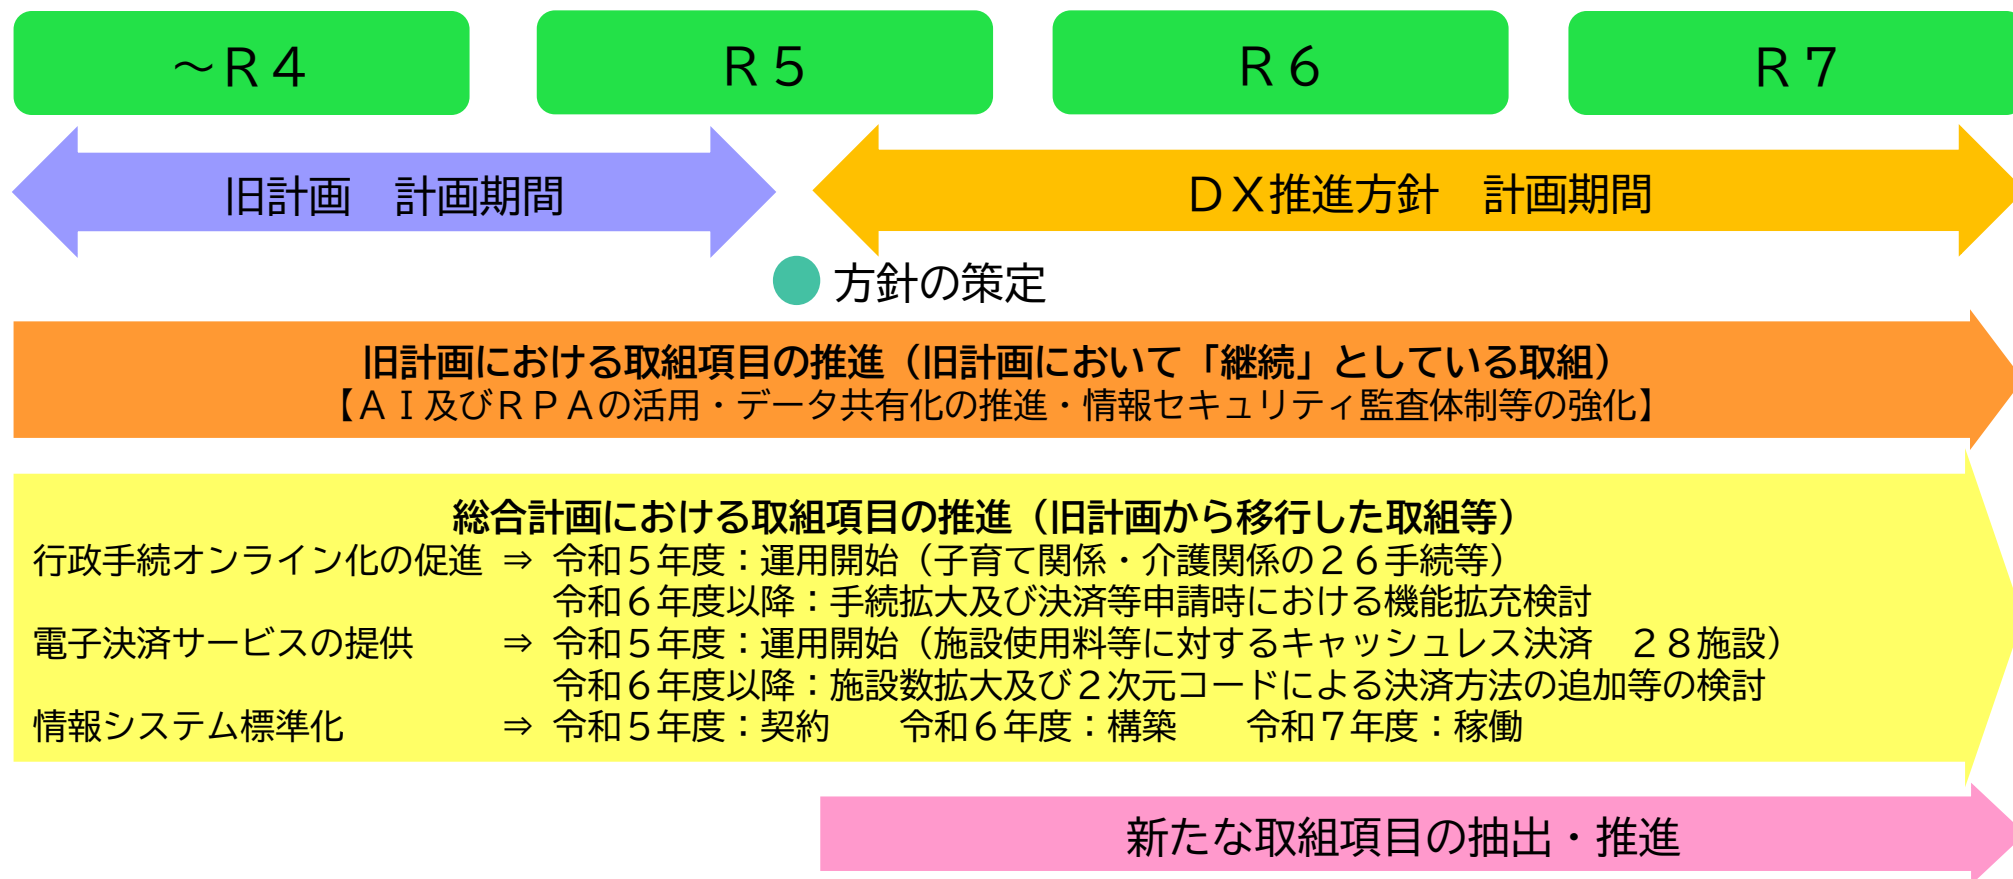 ～Ｒ４
Ｒ５
Ｒ６
Ｒ７
旧計画　計画期間
ＤＸ推進方針　計画期間
方針の策定
旧計画における取組項目の推進（旧計画において「継続」としている取組）
【ＡＩ及びＲＰＡの活用・データ共有化の推進・情報セキュリティ監査体制等の強化】
総合計画における取組項目の推進（旧計画から移行した取組等）
行政手続オンライン化の促進 ⇒ 令和５年度：運用開始（子育て関係・介護関係の２６手続等）
令和６年度以降：手続拡大及び決済等申請時における機能拡充検討
電子決済サービスの提供 ⇒ 令和５年度：運用開始（施設使用料等に対するキャッシュレス決済　２８施設）
令和６年度以降：施設数拡大及び２次元コードによる決済方法の追加等の検討
情報システム標準化 ⇒ 令和５年度：契約　　令和６年度：構築　　令和７年度：稼働
新たな取組項目の抽出・推進